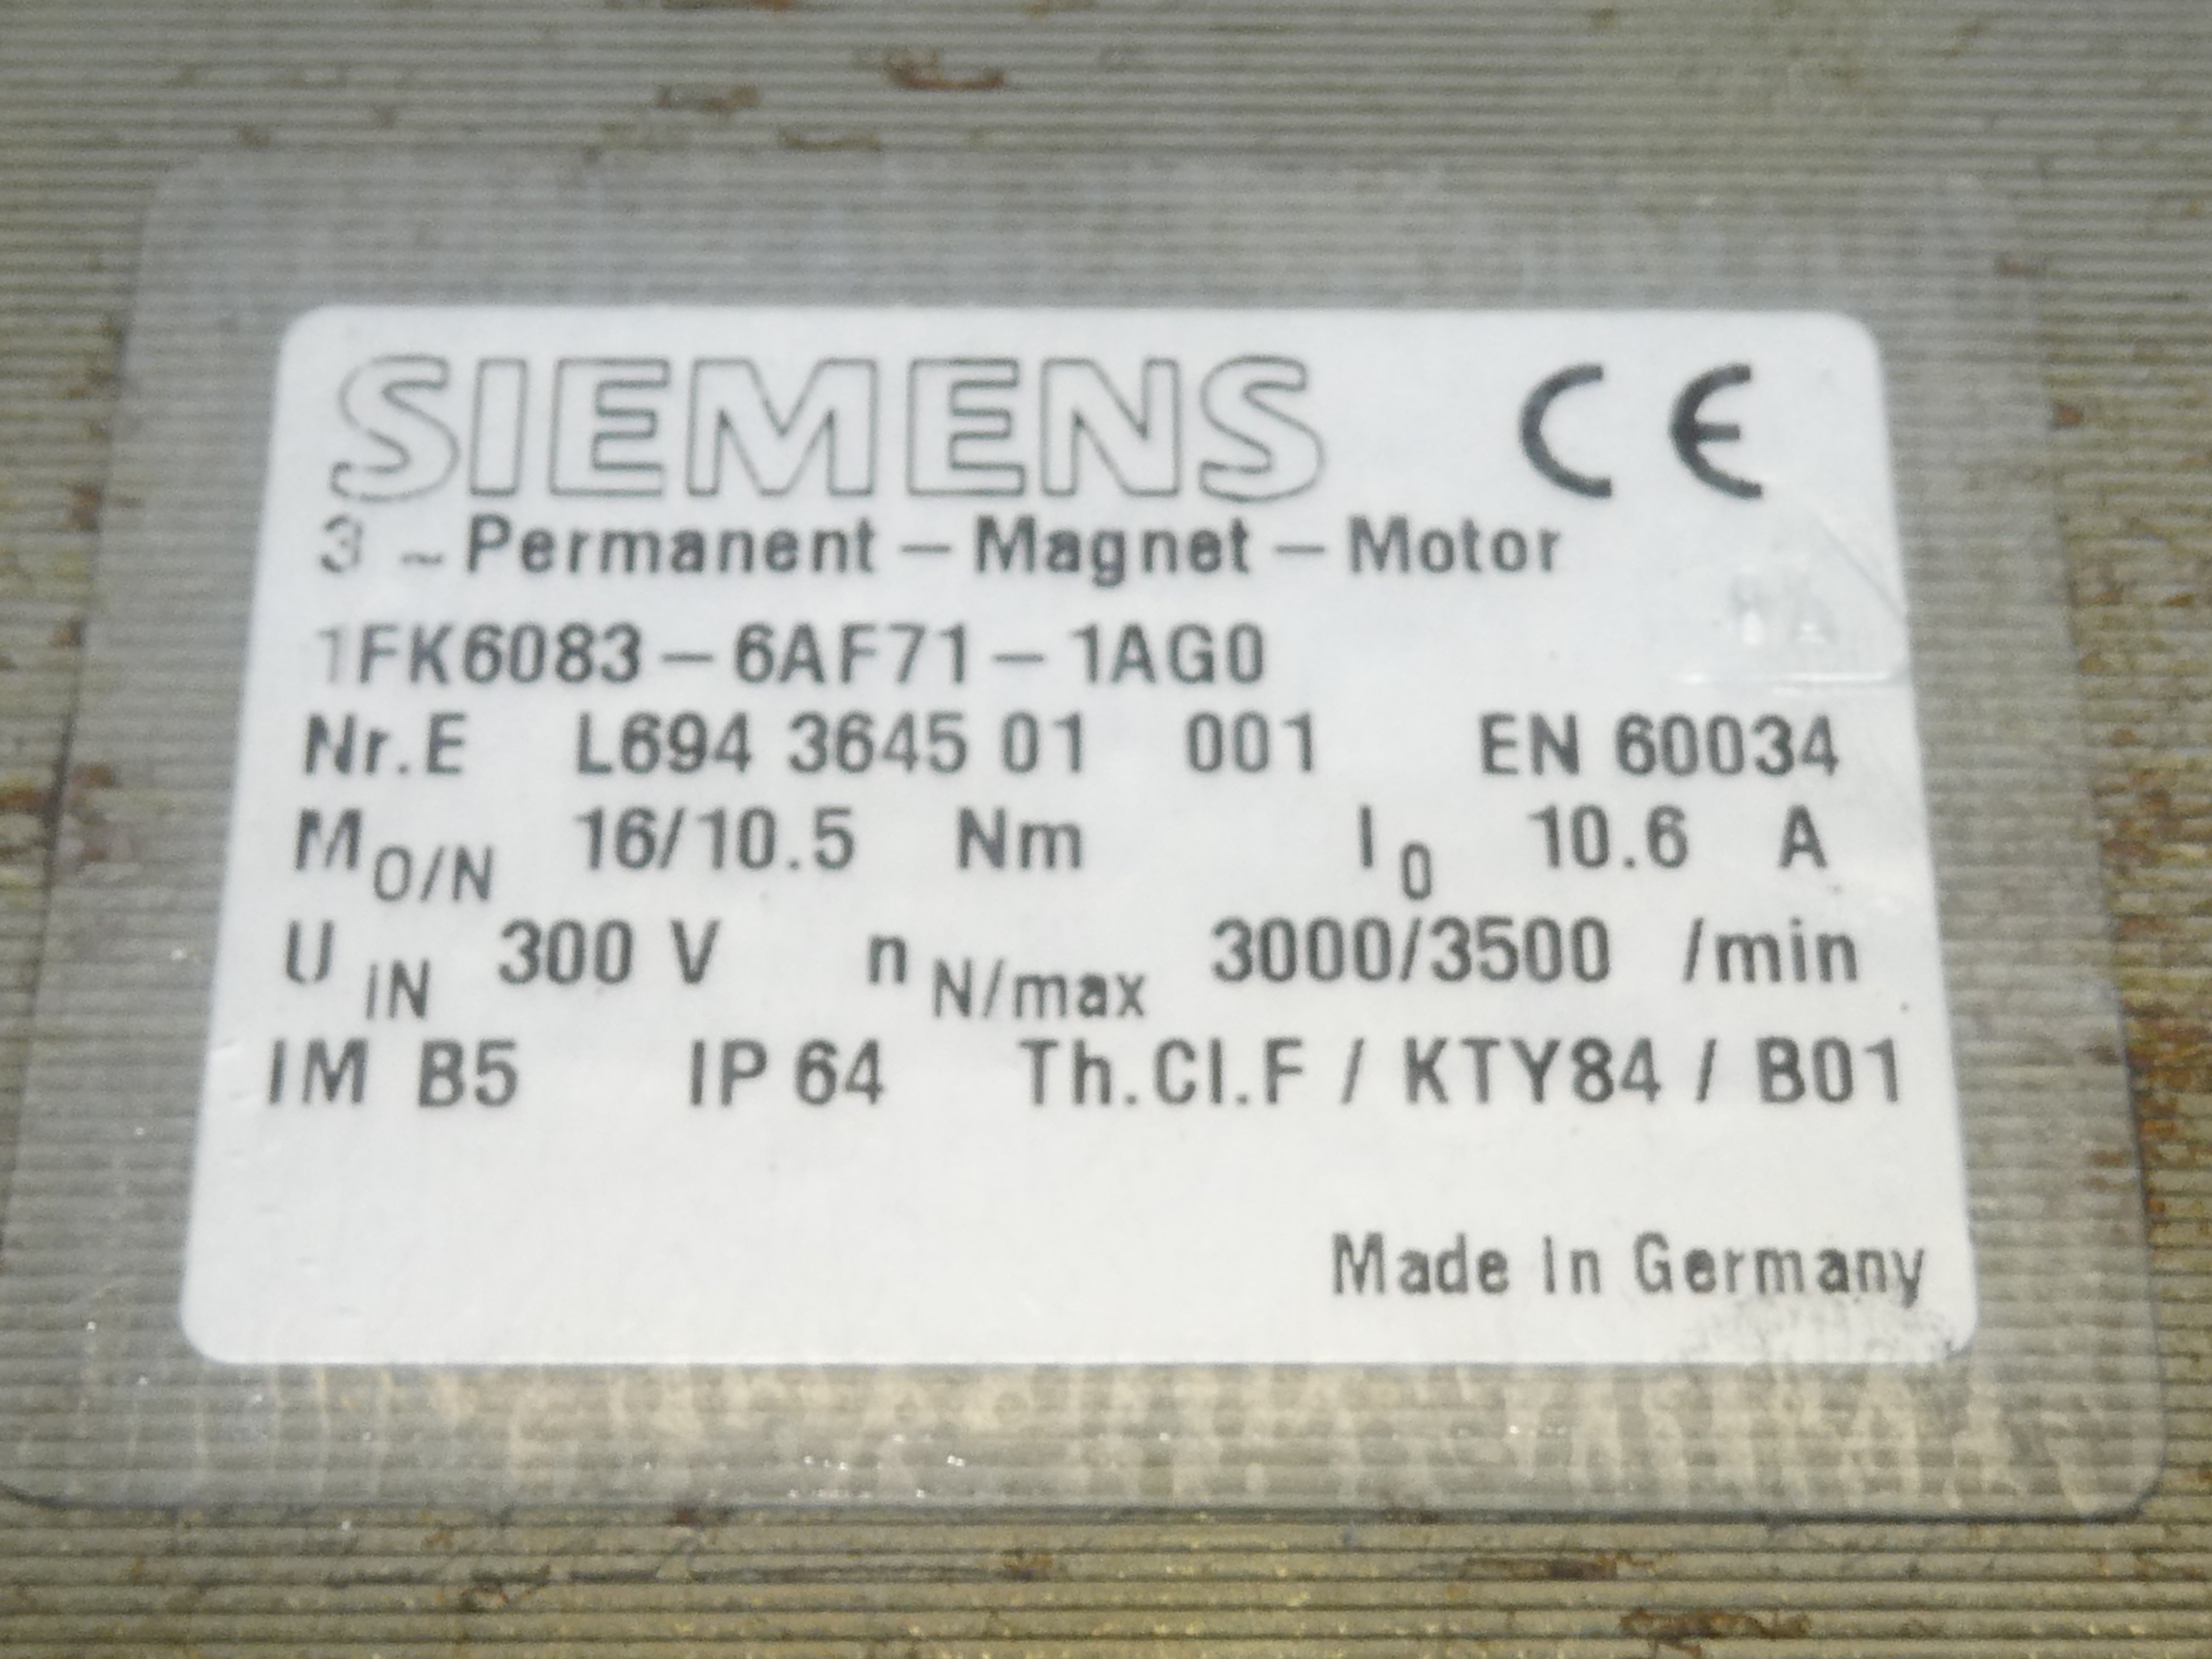 SIEMENS CE
3 ~ Permanent - Magnet - Motor
1FK6083 - 6AF71 - 1AG0
Nr.E L694 3645 01 001 EN 60034
M O/N 16/10.5 Nm I 0 10.6 A
U iN 300 V n N/max 3000/3500 /min
IM B5 IP 64 Th.Cl.F / KTY84 / B01
Made in Germany